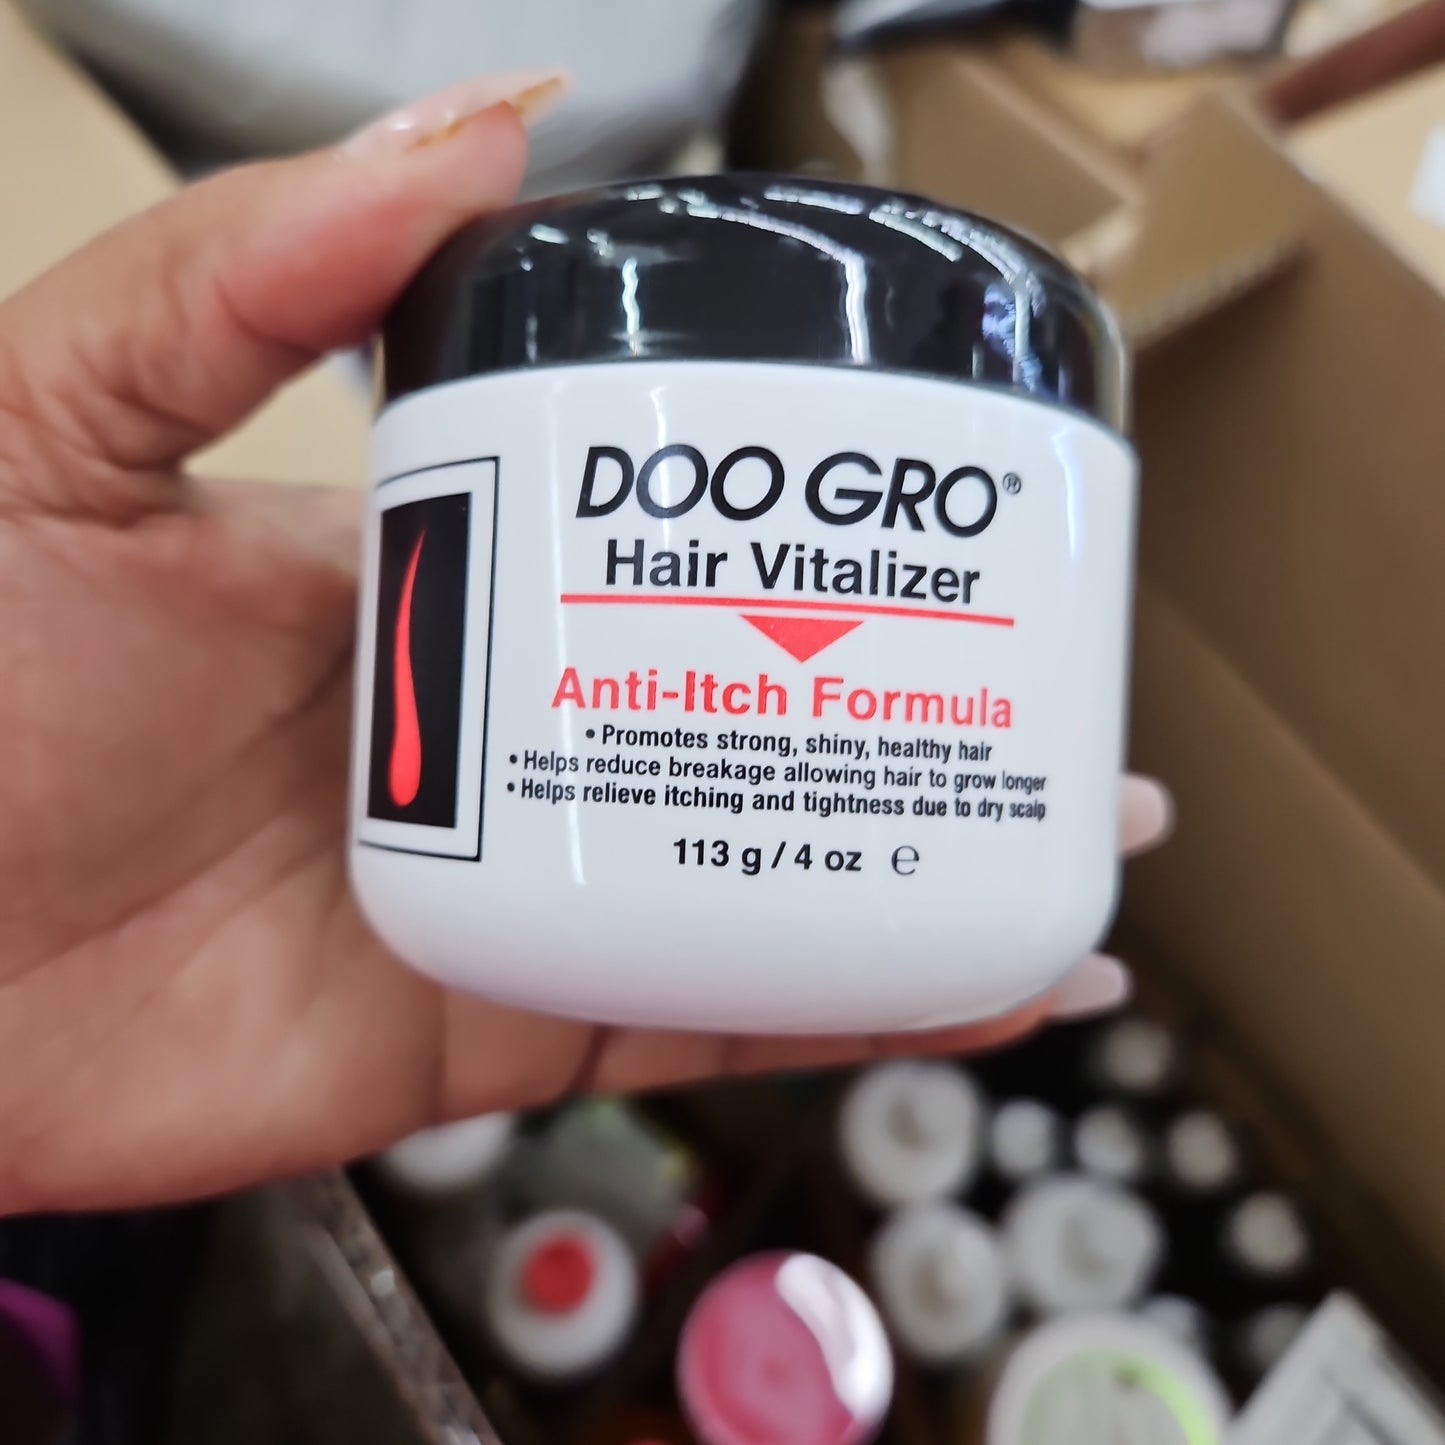 DOO GRO®
Hair Vitalizer
Anti-Itch Formula
• Promotes strong, shiny, healthy hair
• Helps reduce breakage allowing hair to grow longer
• Helps relieve itching and tightness due to dry scalp
113 g / 4 oz ℮